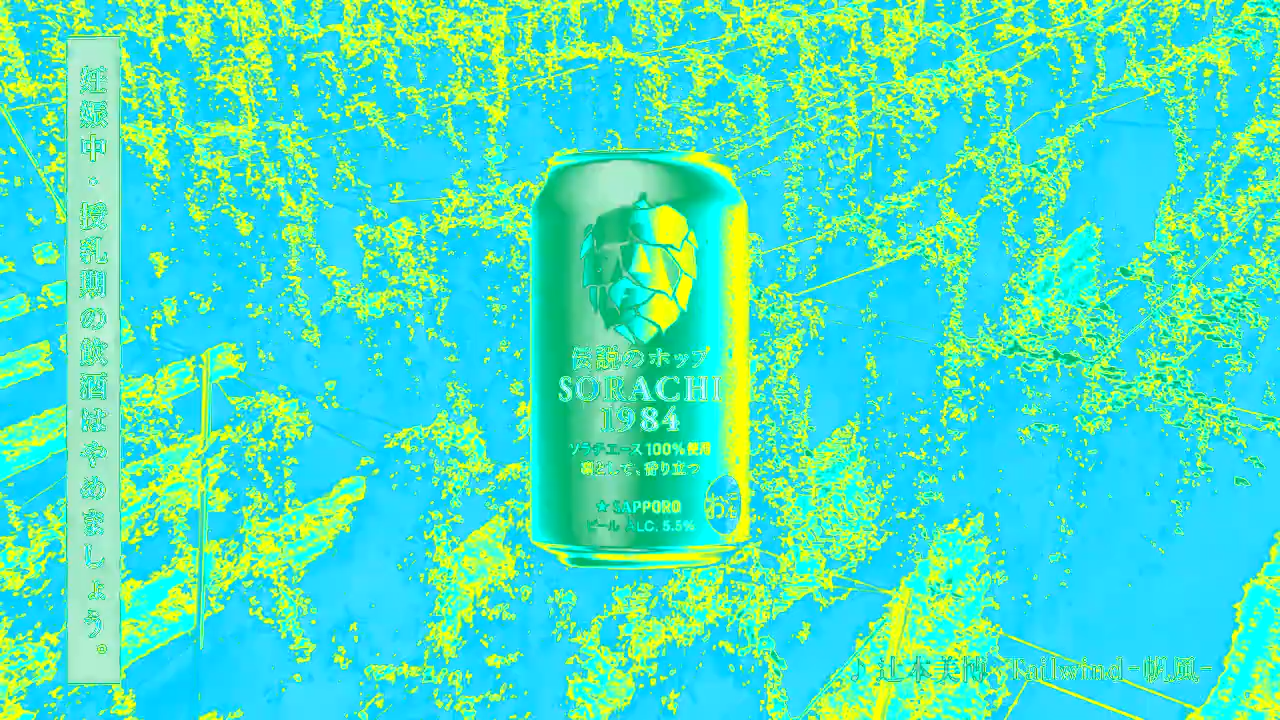 妊娠中・授乳期の飲酒はやめましょう。
伝説のホップ
SORACHI
1984
ソラチエース100%使用
凛として、香り立つ
★SAPPORO
ビール ALC. 5.5%
♪ 辻本美博 - Tailwind -帆風-